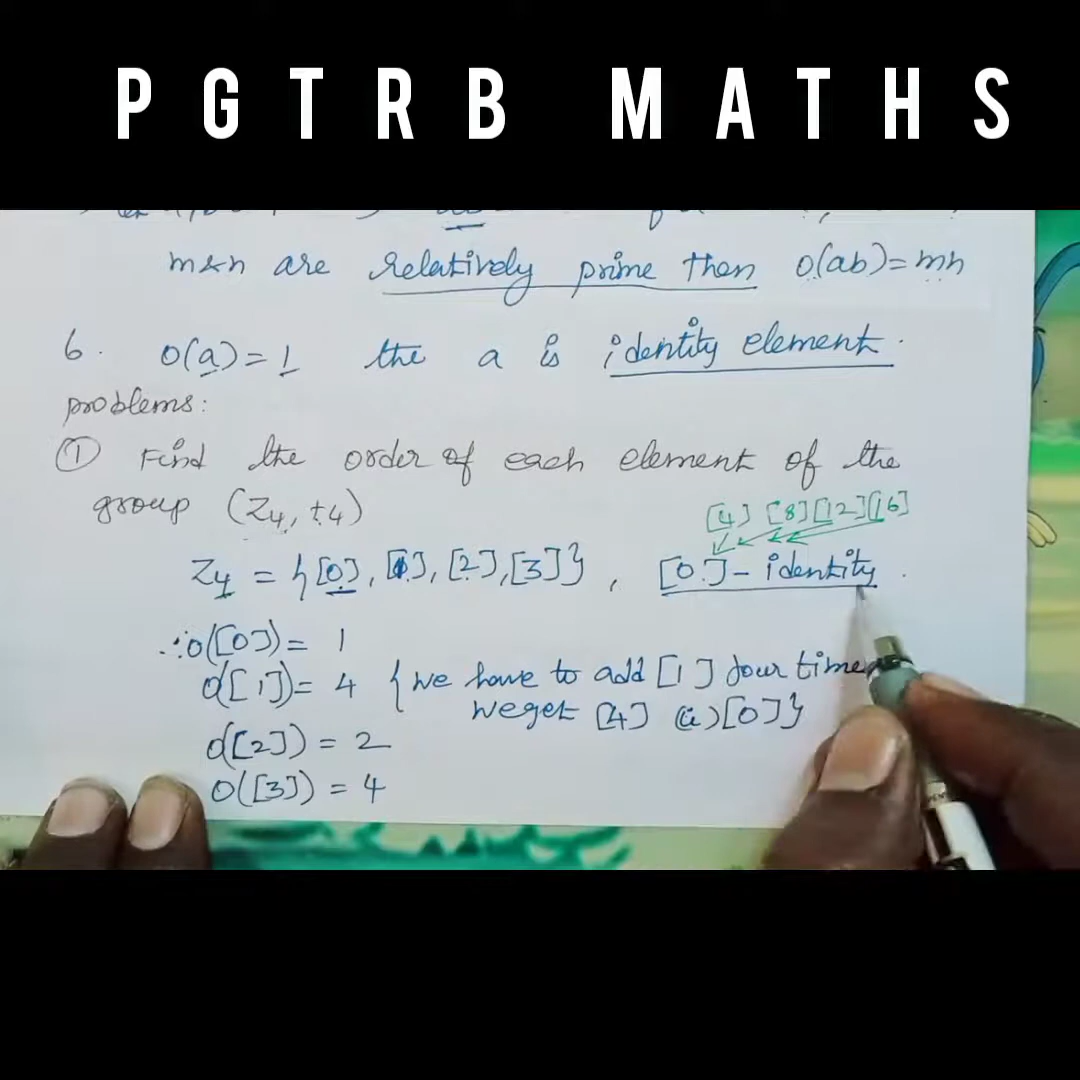 PGTRB MATHS
m&n are relatively prime then o(ab)=mn
6. o(a)=1 the a is identity element.
problems:
① Find the order of each element of the
group (Z4, +4)
[4] [8] [12] [16]
Z4 = {[0], [1], [2], [3]}, [0] - identity.
∴ o([0]) = 1
o[1]) = 4 {we have to add [1] four time
we get [4] (ie) [0]}
o[2]) = 2
o([3]) = 4